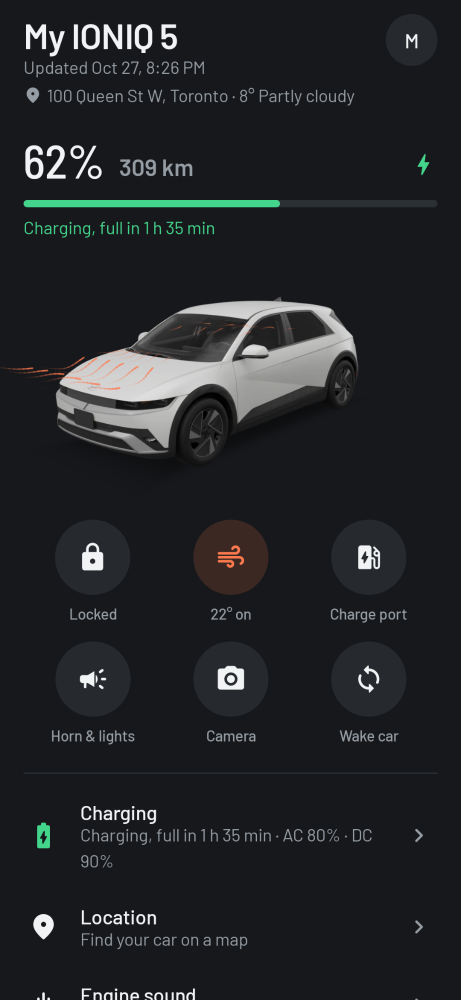 My IONIQ 5
M
Updated Oct 27, 8:26 PM
100 Queen St W, Toronto · 8° Partly cloudy
62% 309 km
Charging, full in 1 h 35 min
Locked
22° on
Charge port
Horn & lights
Camera
Wake car
Charging
Charging, full in 1 h 35 min · AC 80% · DC
90%
Location
Find your car on a map
Engine sound